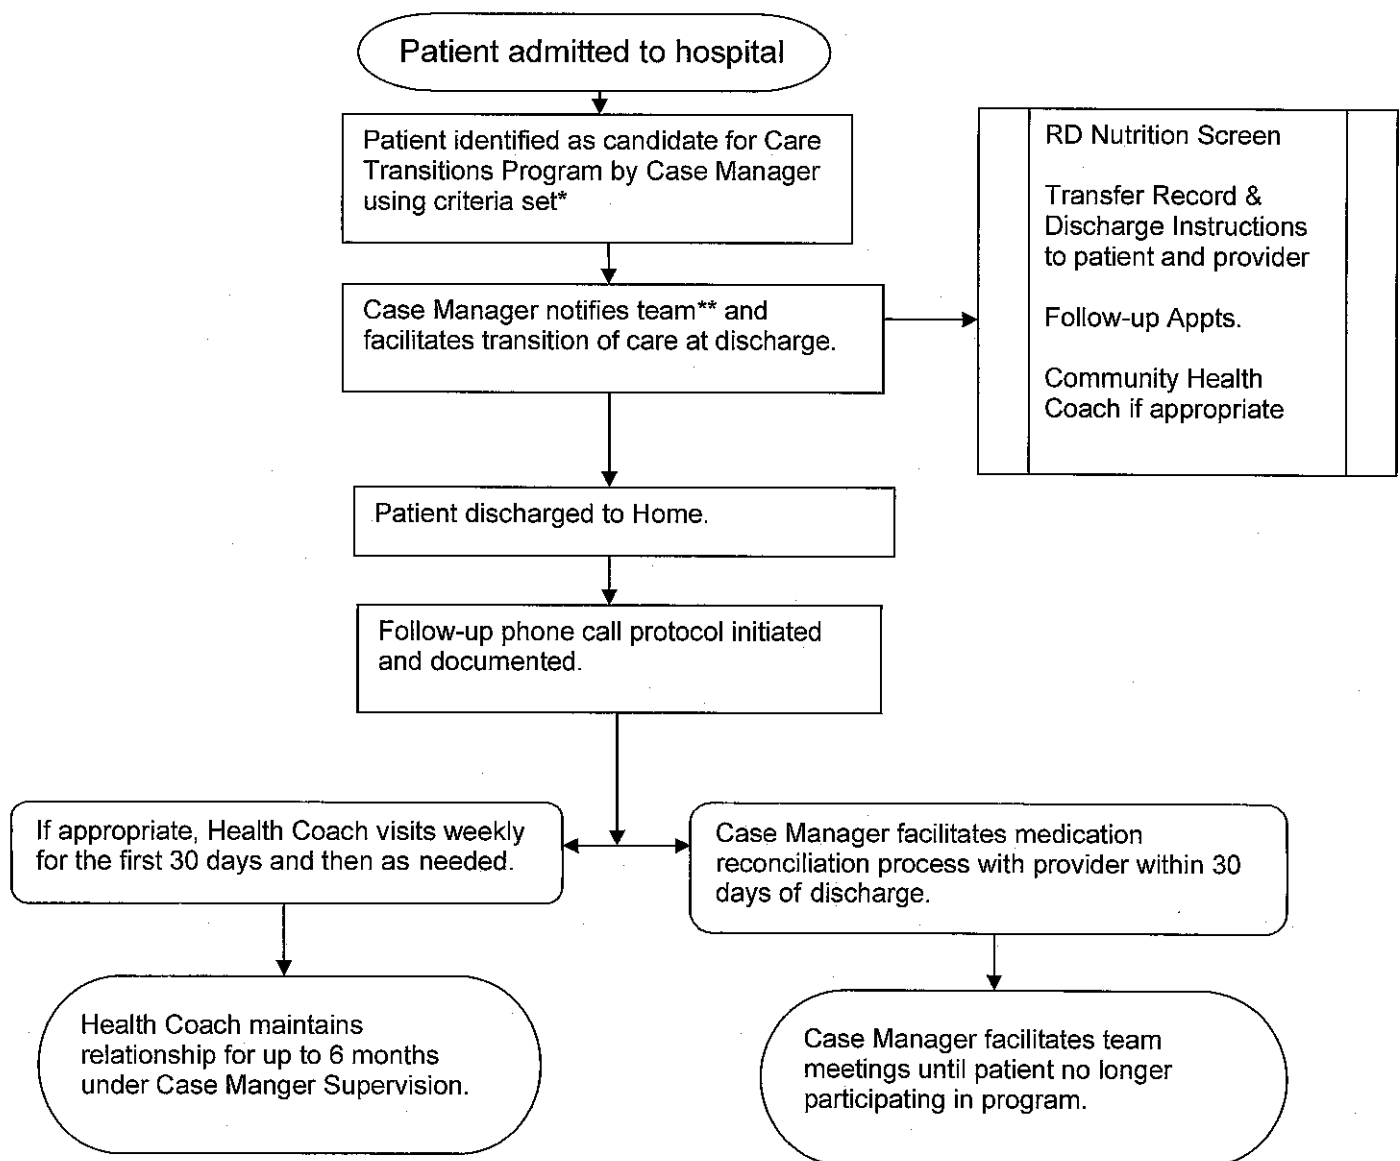 Patient admitted to hospital
Patient identified as candidate for Care
Transitions Program by Case Manager
using criteria set*
RD Nutrition Screen
Transfer Record &
Discharge Instructions
to patient and provider
Follow-up Appts.
Community Health
Coach if appropriate
Case Manager notifies team** and
facilitates transition of care at discharge.
Patient discharged to Home.
Follow-up phone call protocol initiated
and documented.
If appropriate, Health Coach visits weekly
for the first 30 days and then as needed.
Case Manager facilitates medication
reconciliation process with provider within 30
days of discharge.
Health Coach maintains
relationship for up to 6 months
under Case Manger Supervision.
Case Manager facilitates team
meetings until patient no longer
participating in program.